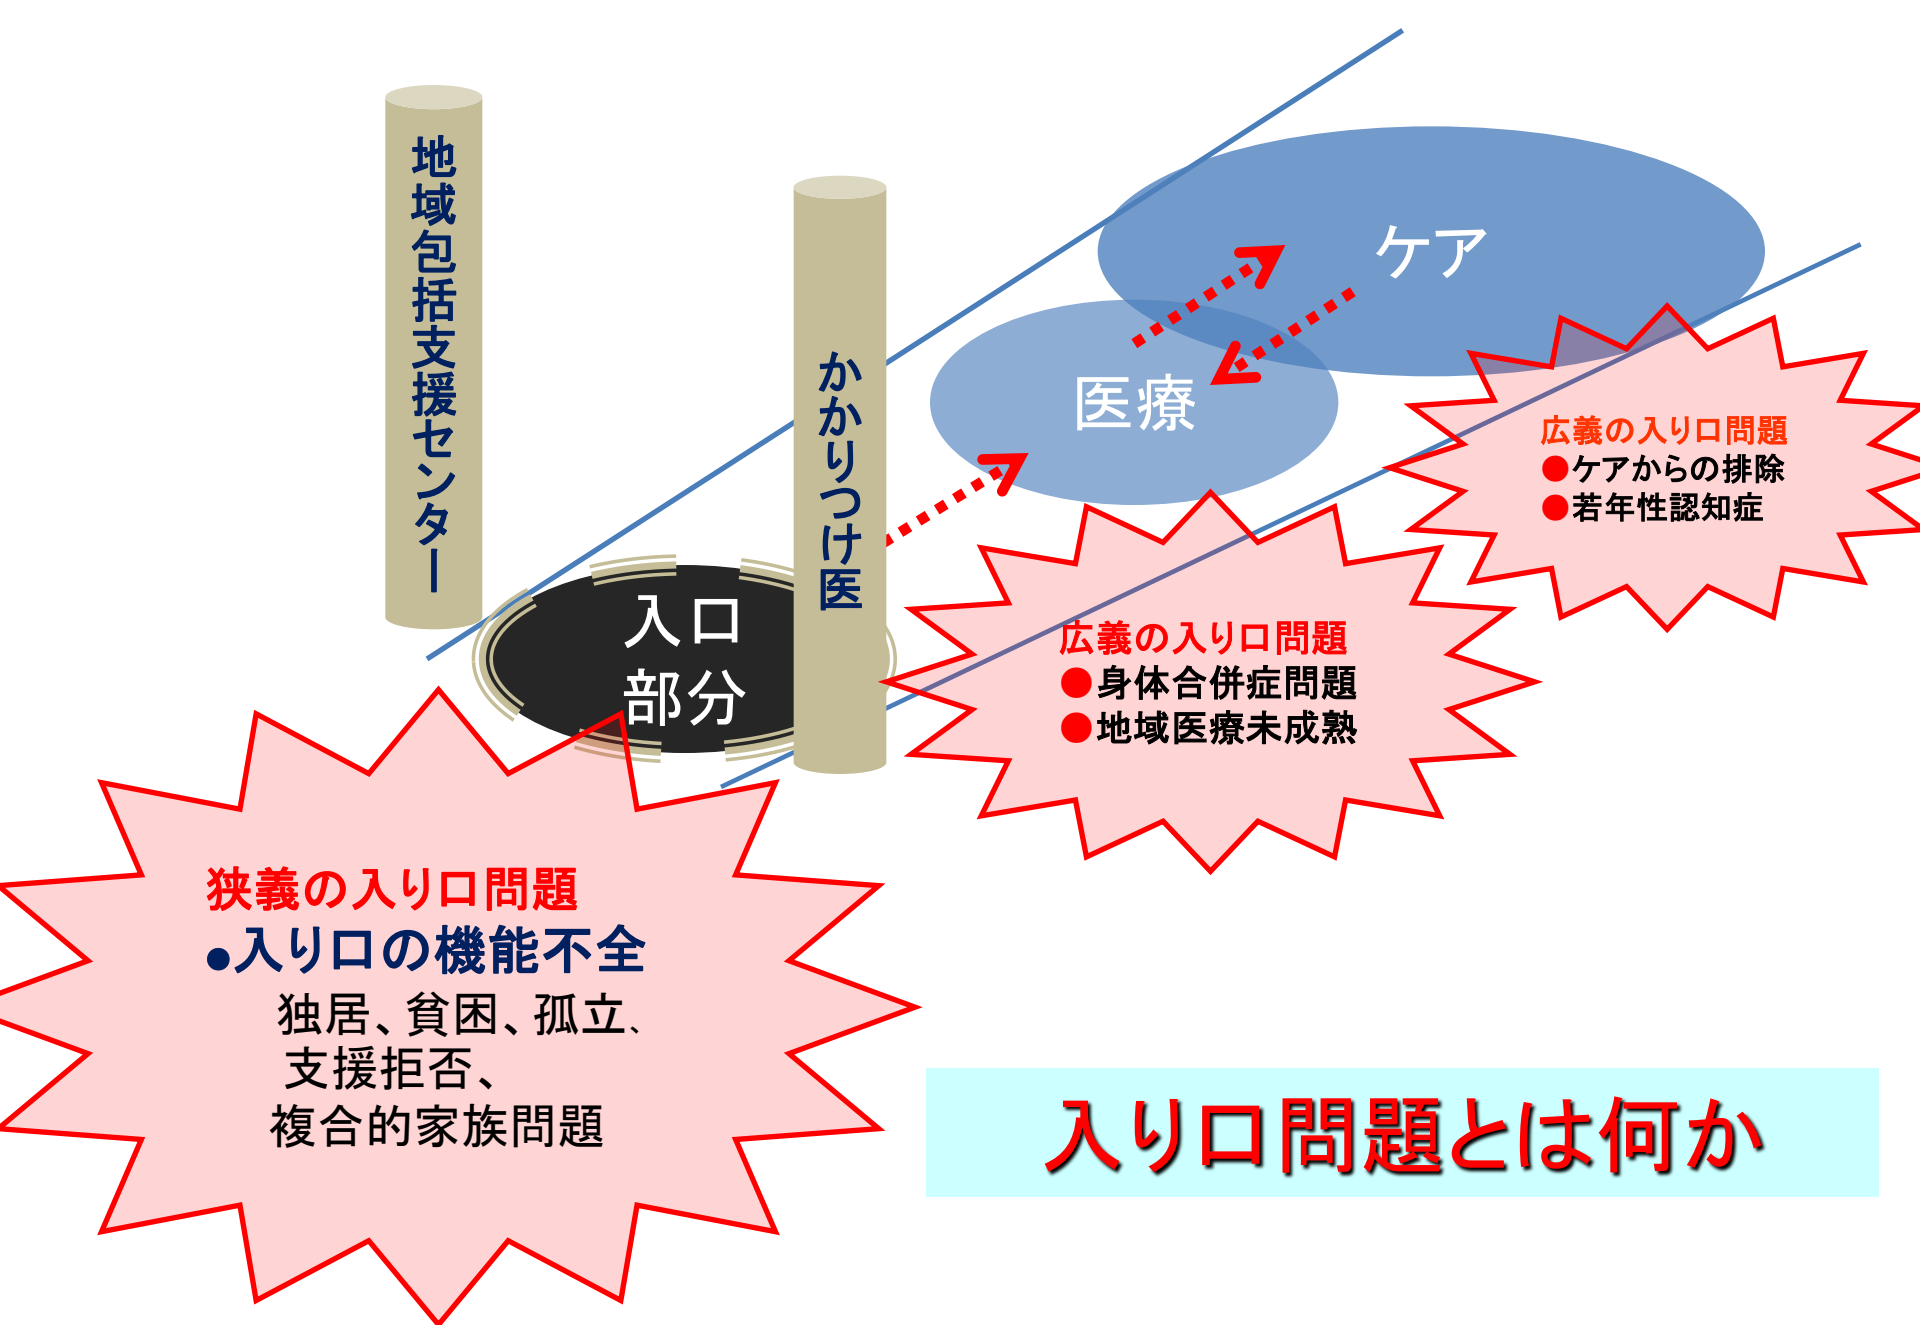 地域包括支援センター
かかりつけ医
ケア
医療
入口
部分
広義の入り口問題
●ケアからの排除
●若年性認知症
広義の入り口問題
●身体合併症問題
●地域医療未成熟
狭義の入り口問題
●入り口の機能不全
独居、貧困、孤立、
支援拒否、
複合的家族問題
入り口問題とは何か